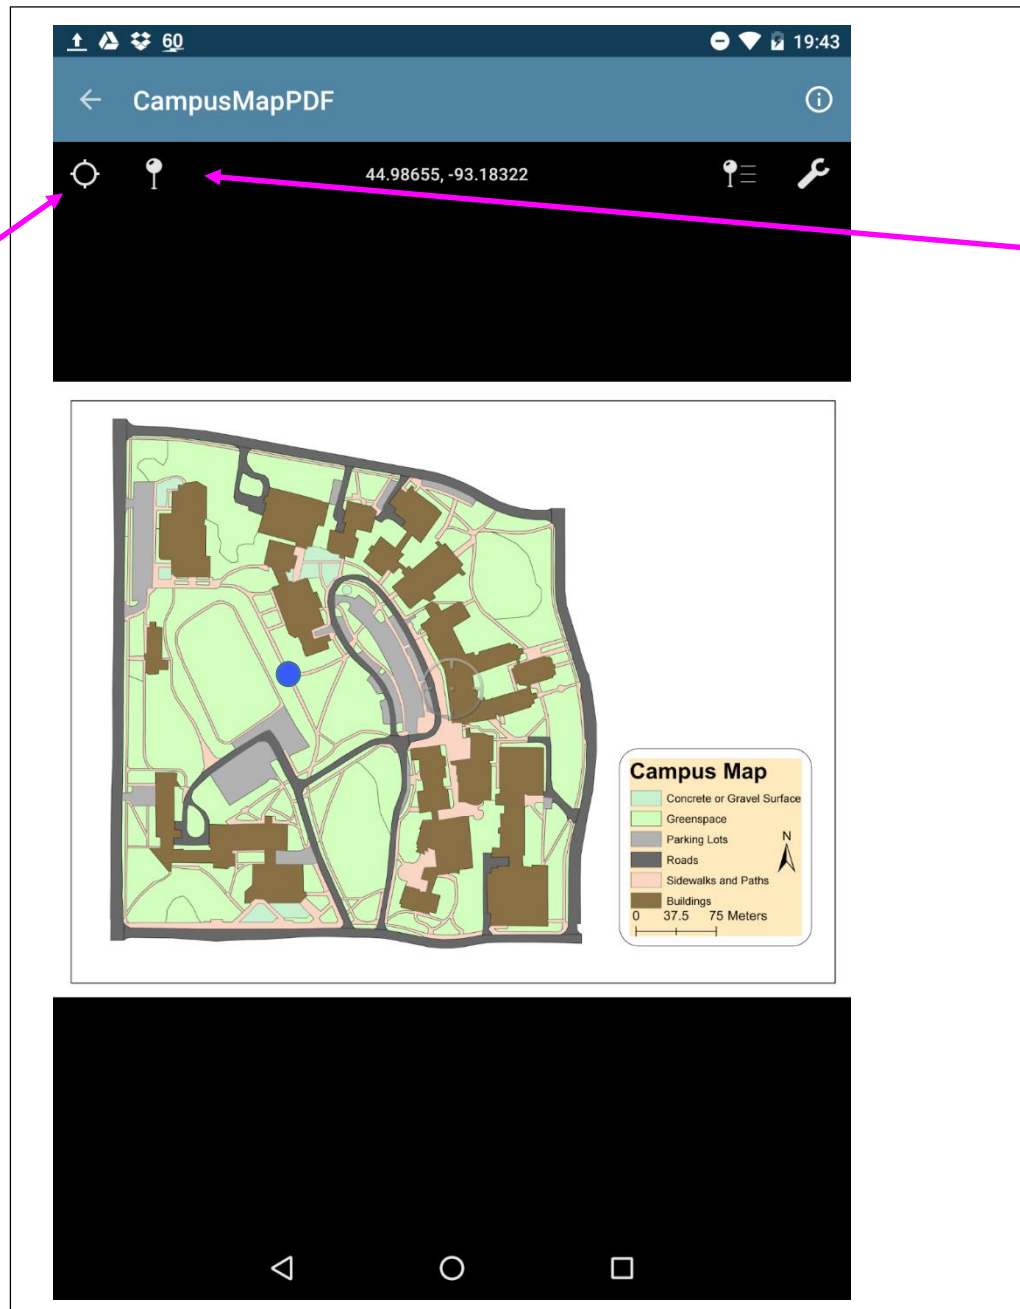 60
19:43
CampusMapPDF
44.98655, -93.18322
Campus Map
Concrete or Gravel Surface
Greenspace
Parking Lots
N
Roads
Sidewalks and Paths
Buildings
0 37.5 75 Meters